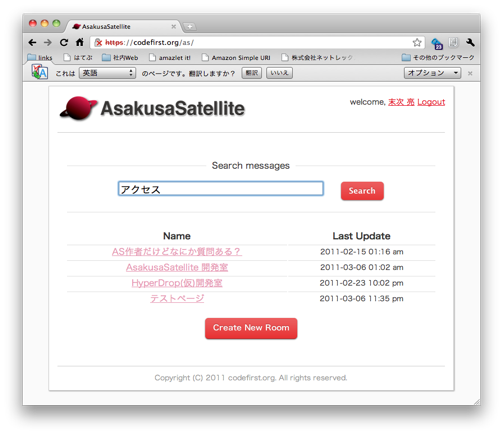 AsakusaSatellite
https://codefirst.org/as/
23
links はてぶ 社内Web amazlet it! Amazon Simple URI 株式会社ネットレック その他のブックマーク
これは 英語 のページです。翻訳しますか？ 翻訳 いいえ オプション
AsakusaSatellite
welcome, 末次 亮 Logout
Search messages
アクセス Search
Name Last Update
AS作者だけどなにか質問ある？ 2011-02-15 01:16 am
AsakusaSatellite 開発室 2011-03-06 01:02 am
HyperDrop(仮)開発室 2011-02-23 10:02 pm
テストページ 2011-03-06 11:35 pm
Create New Room
Copyright (C) 2011 codefirst.org. All rights reserved.